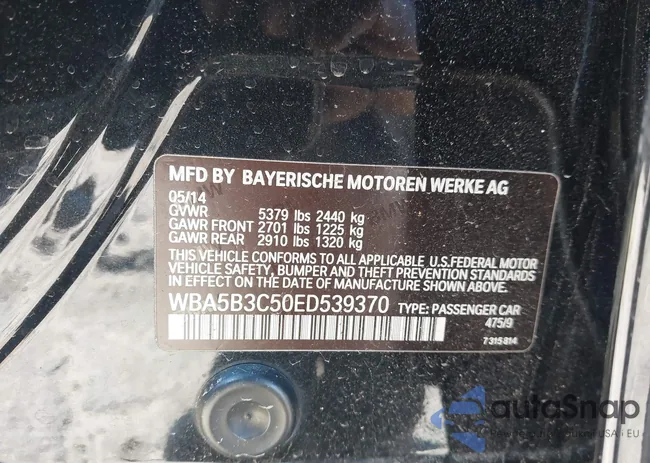 MFD BY BAYERISCHE MOTOREN WERKE AG
05/14
GVWR 5379 lbs 2440 kg
GAWR FRONT 2701 lbs 1225 kg
GAWR REAR 2910 lbs 1320 kg
THIS VEHICLE CONFORMS TO ALL APPLICABLE U.S.FEDERAL MOTOR
VEHICLE SAFETY, BUMPER AND THEFT PREVENTION STANDARDS
IN EFFECT ON THE DATE OF MANUFACTURE SHOWN ABOVE.
WBA5B3C50ED539370 TYPE: PASSENGER CAR
475/9
7 315 814
autoSnap
USA • EU